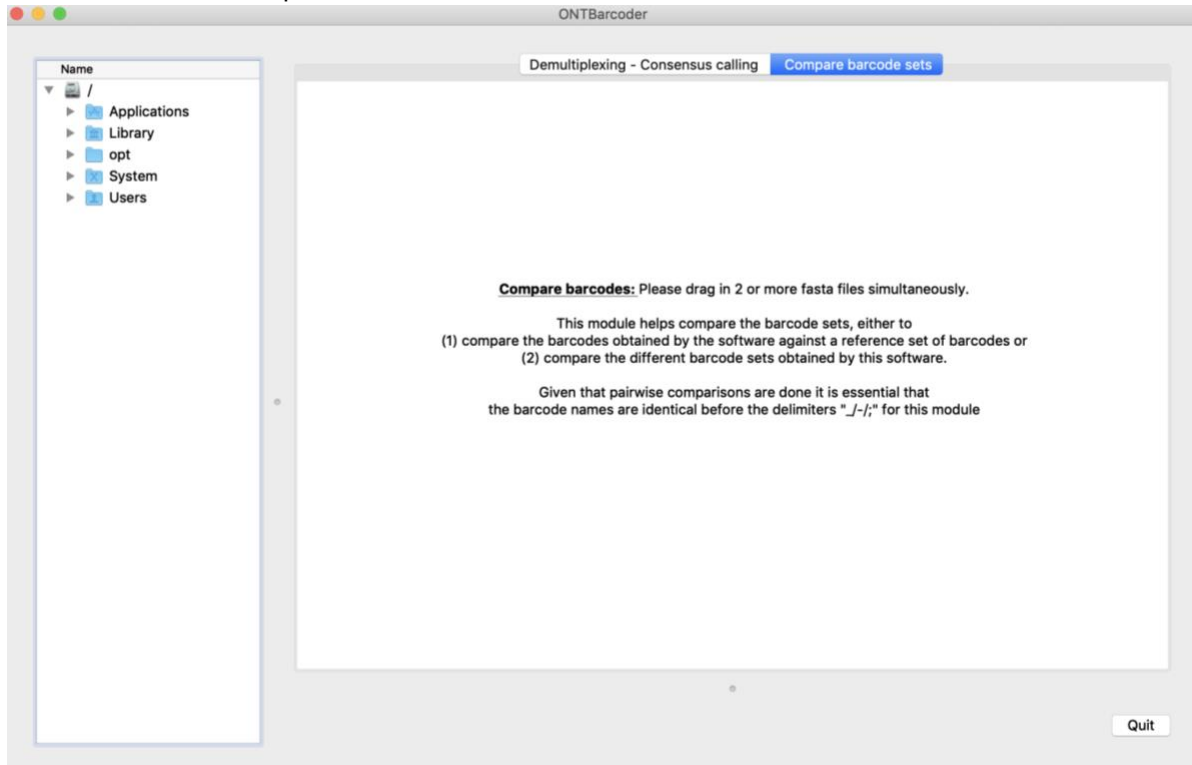 ONTBarcoder
Name
/
Applications
Library
opt
System
Users
Demultiplexing - Consensus calling
Compare barcode sets
Compare barcodes: Please drag in 2 or more fasta files simultaneously.
This module helps compare the barcode sets, either to
(1) compare the barcodes obtained by the software against a reference set of barcodes or
(2) compare the different barcode sets obtained by this software.
Given that pairwise comparisons are done it is essential that
the barcode names are identical before the delimiters "_/-/;" for this module
Quit